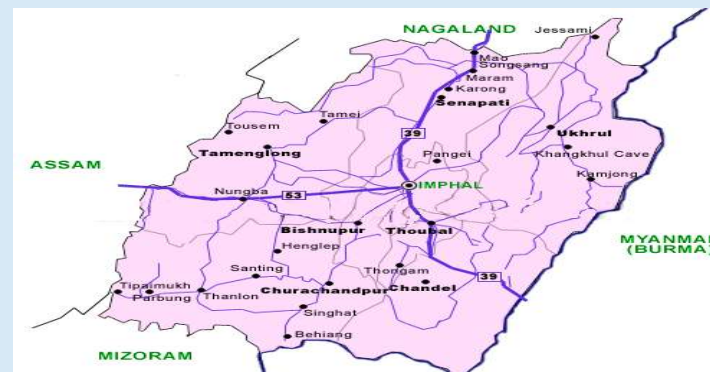 NAGALAND
Jessami
Mao
Songsang
Maram
Karong
Senapati
Tamei
Tousem
39
Ukhrul
Tamenglong
Pangei
Khangkhul Cave
ASSAM
IMPHAL
Kamjong
Nungba
53
Bishnupur
Thoubal
MYANMAR
(BURMA)
Henglep
Santing
Thongam
39
Tipaimukh
Parbung
Thanlon
Churachandpur
Chandel
Singhat
Behiang
MIZORAM